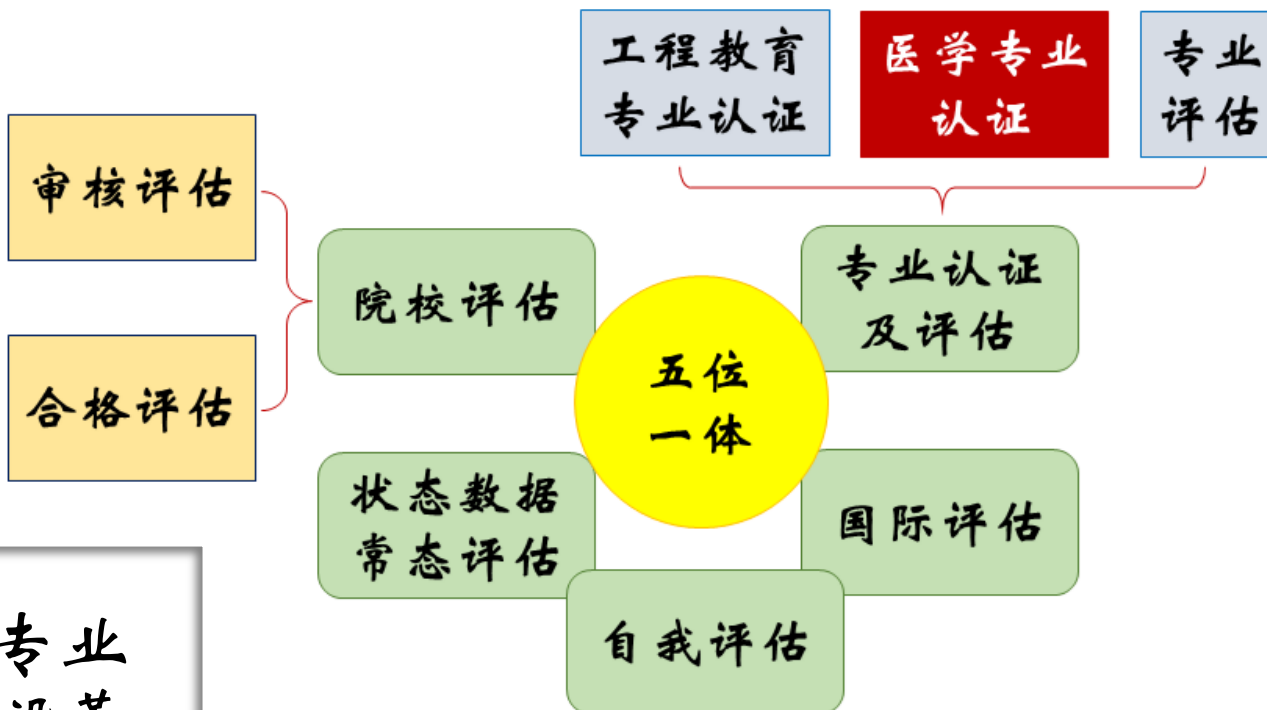 工程教育
专业认证
医学专业
认证
专业
评估
审核评估
合格评估
院校评估
专业认证
及评估
五位
一体
状态数据
常态评估
国际评估
自我评估
专业